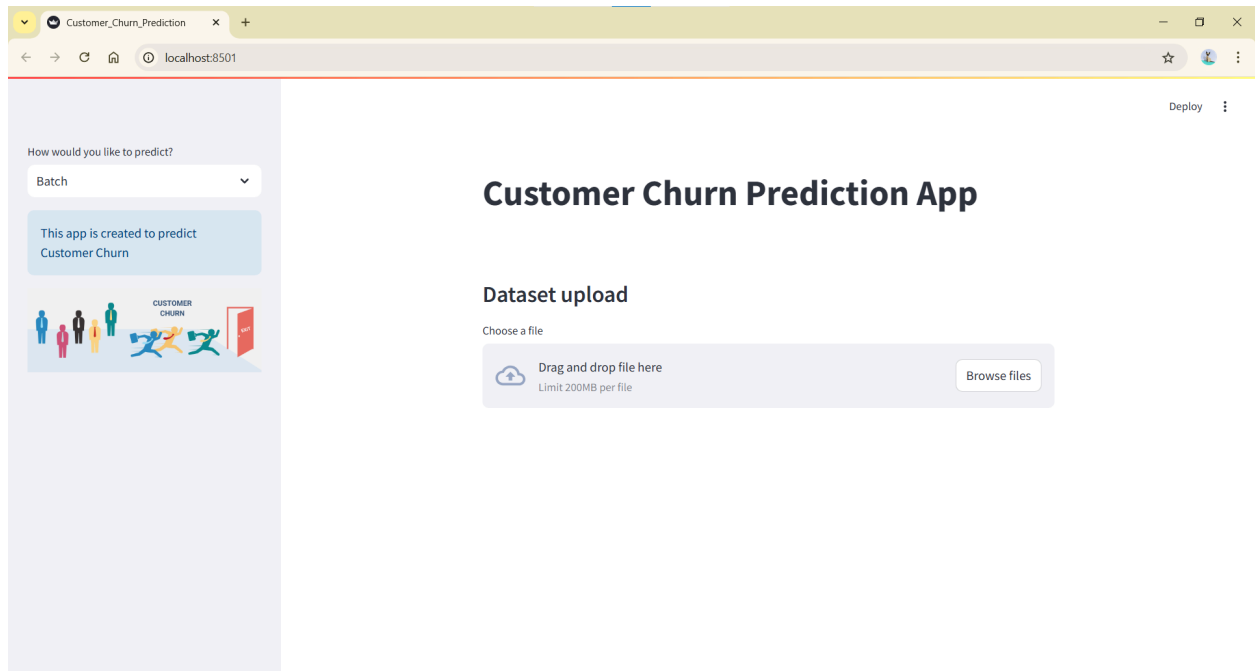 Customer_Churn_Prediction
localhost:8501
Deploy
How would you like to predict?
Batch
This app is created to predict
Customer Churn
CUSTOMER
CHURN
EXIT
Customer Churn Prediction App
Dataset upload
Choose a file
Drag and drop file here
Limit 200MB per file
Browse files